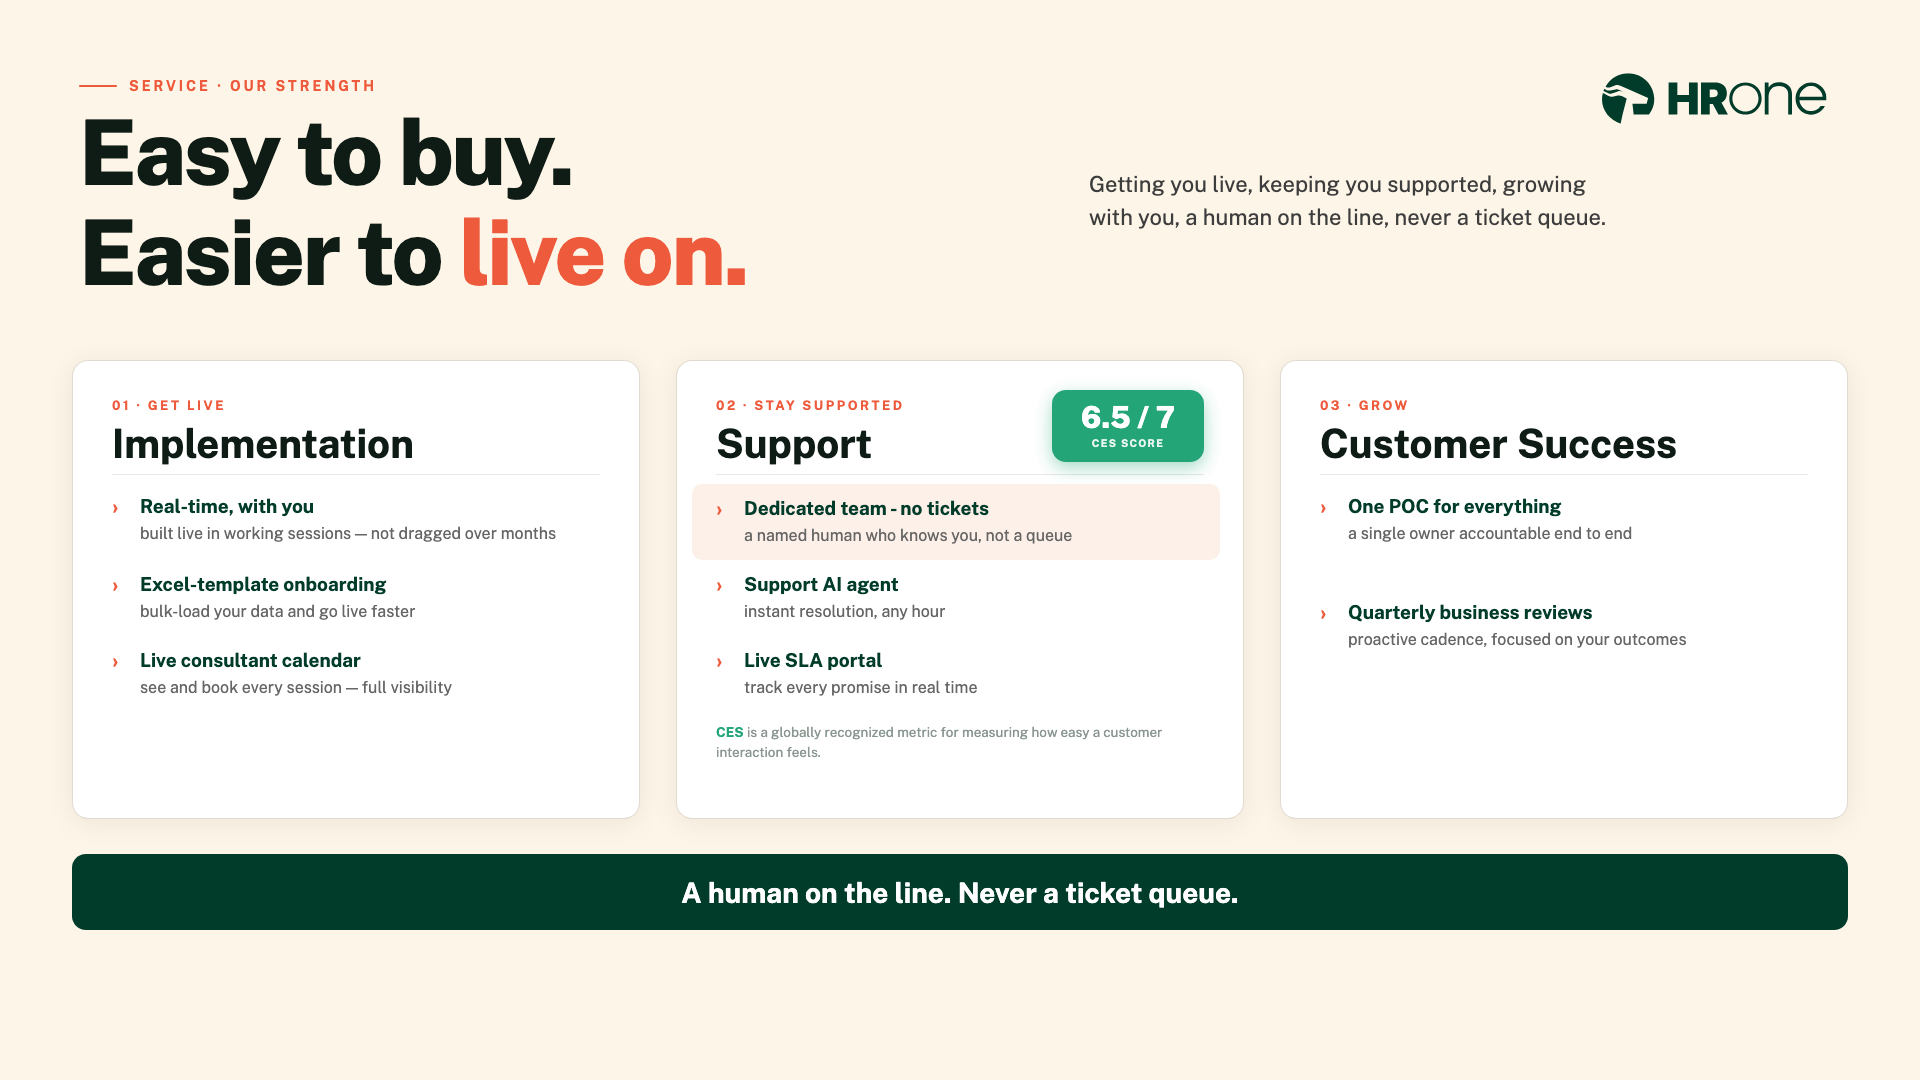 SERVICE · OUR STRENGTH
Easy to buy.
Easier to live on.
HRone
Getting you live, keeping you supported, growing
with you, a human on the line, never a ticket queue.
01 · GET LIVE
Implementation
› Real-time, with you
built live in working sessions — not dragged over months
› Excel-template onboarding
bulk-load your data and go live faster
› Live consultant calendar
see and book every session — full visibility
02 · STAY SUPPORTED
Support
6.5 / 7
CES SCORE
› Dedicated team - no tickets
a named human who knows you, not a queue
› Support AI agent
instant resolution, any hour
› Live SLA portal
track every promise in real time
CES is a globally recognized metric for measuring how easy a customer
interaction feels.
03 · GROW
Customer Success
› One POC for everything
a single owner accountable end to end
› Quarterly business reviews
proactive cadence, focused on your outcomes
A human on the line. Never a ticket queue.